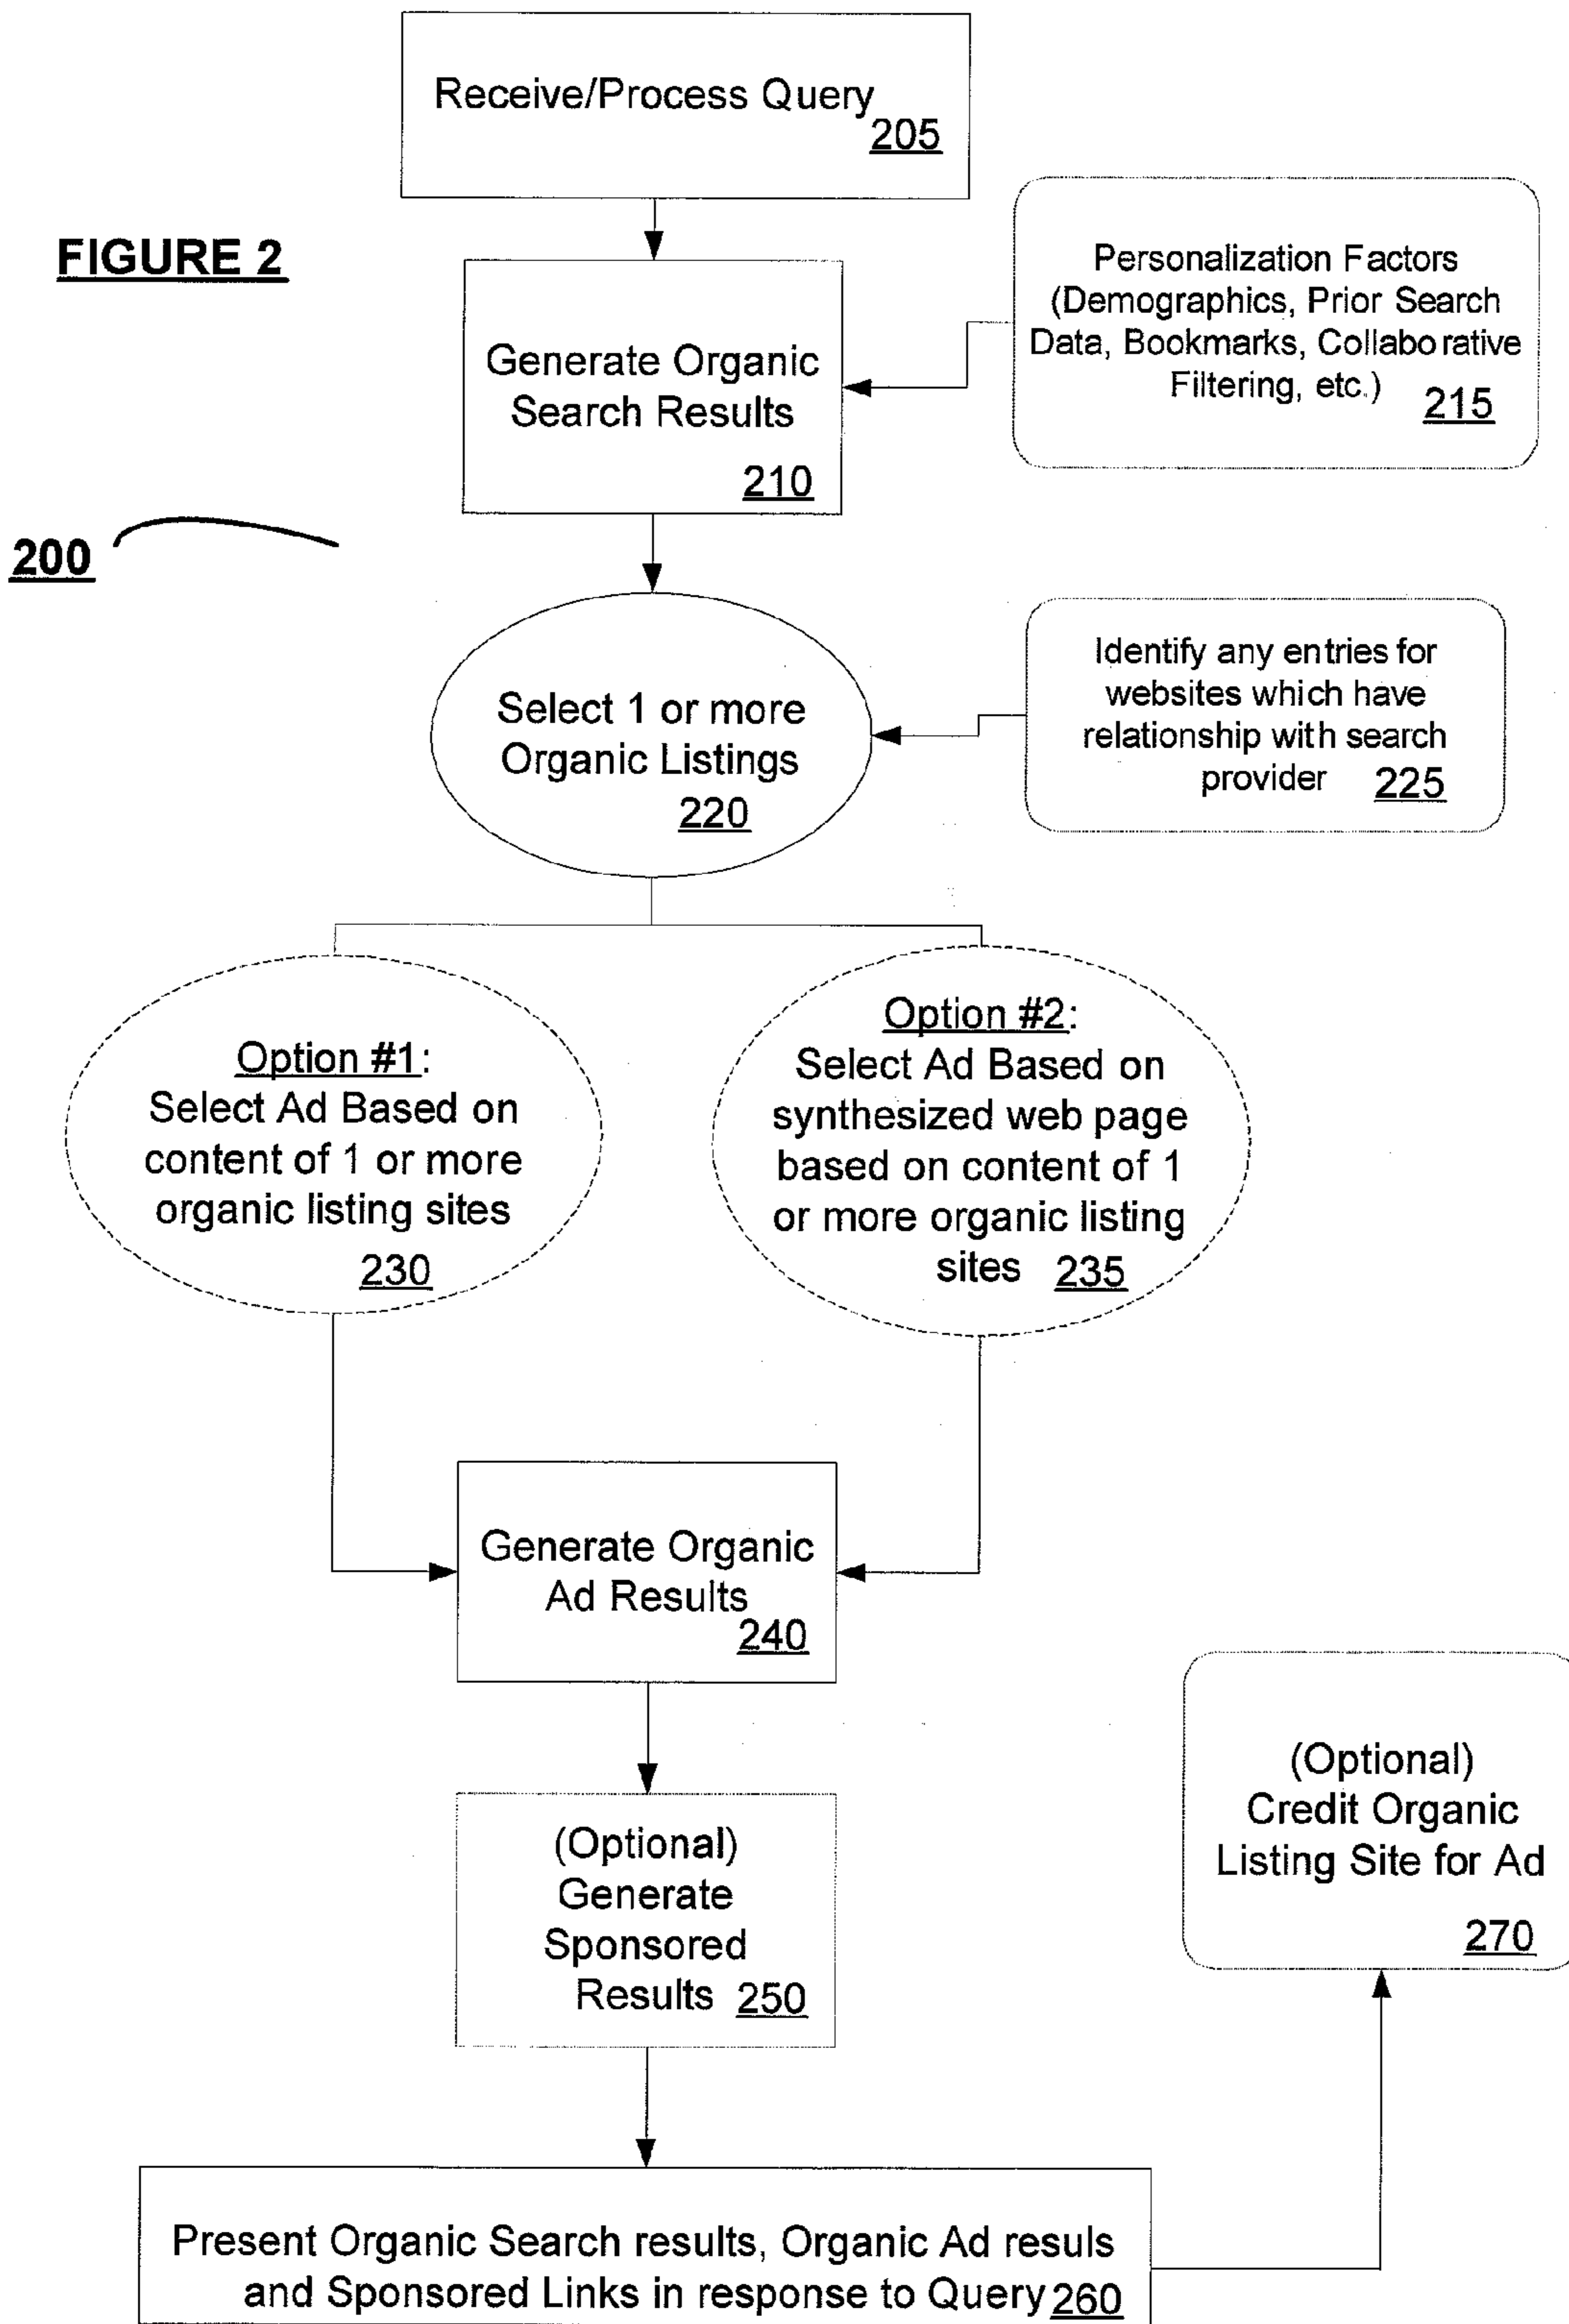 Receive/Process Query
205
FIGURE 2
Personalization Factors
(Demographics, Prior Search
Data, Bookmarks, Collaborative
Filtering, etc.) 215
Generate Organic
Search Results
210
200
Select 1 or more
Organic Listings
220
Identify any entries for
websites which have
relationship with search
provider 225
Option #1:
Select Ad Based on
content of 1 or more
organic listing sites
230
Option #2:
Select Ad Based on
synthesized web page
based on content of 1
or more organic listing
sites 235
Generate Organic
Ad Results
240
(Optional)
Generate
Sponsored
Results 250
(Optional)
Credit Organic
Listing Site for Ad
270
Present Organic Search results, Organic Ad resuls
and Sponsored Links in response to Query 260